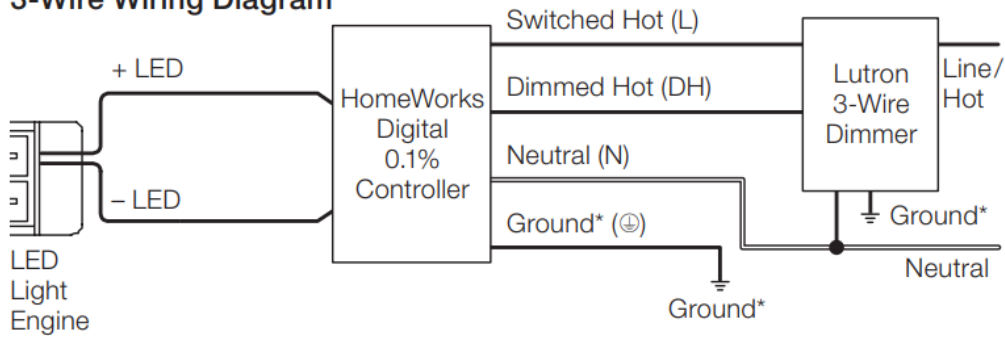 3-Wire Wiring Diagram
Switched Hot (L)
+ LED
Dimmed Hot (DH)
Line/
Hot
HomeWorks
Digital
0.1%
Controller
Lutron
3-Wire
Dimmer
Neutral (N)
– LED
Ground* (⏚)
Ground*
Neutral
LED
Light
Engine
Ground*